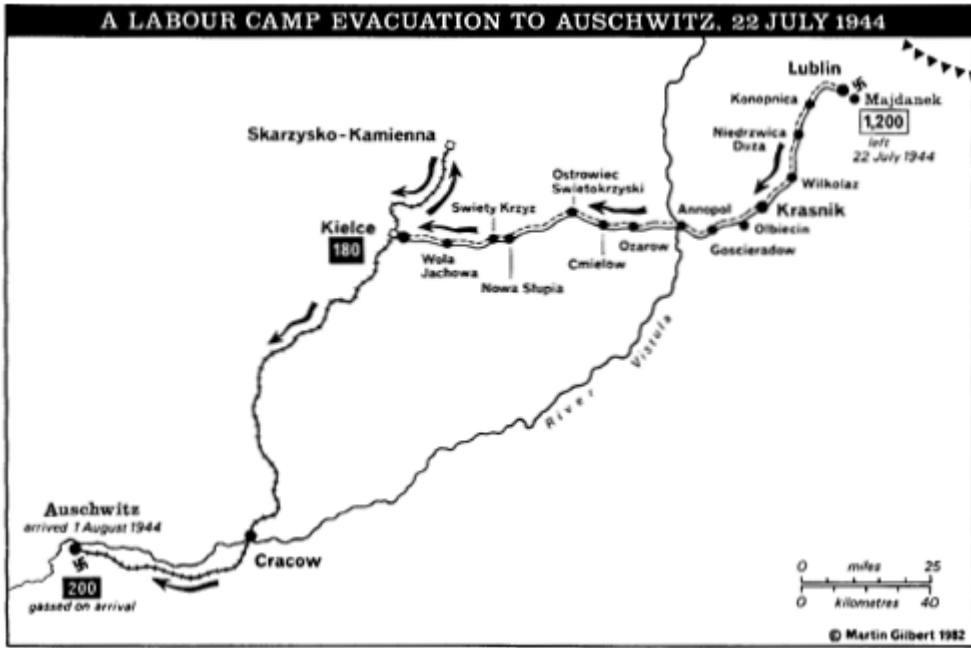 A LABOUR CAMP EVACUATION TO AUSCHWITZ, 22 JULY 1944
Lublin
Majdanek
1,200
left
22 July 1944
Konopnica
Niedrzwica
Duza
Wilkolaz
Krasnik
Olbiecin
Goscieradow
Annopol
Ozarow
Cmielow
Ostrowiec
Swietokrzyski
Swiety Krzyz
Nowa Słupia
Wola
Jachowa
Kielce
180
Skarzysko-Kamienna
River Vistula
Cracow
Auschwitz
arrived 1 August 1944
200
gassed on arrival
0 miles 25
0 kilometres 40
© Martin Gilbert 1982